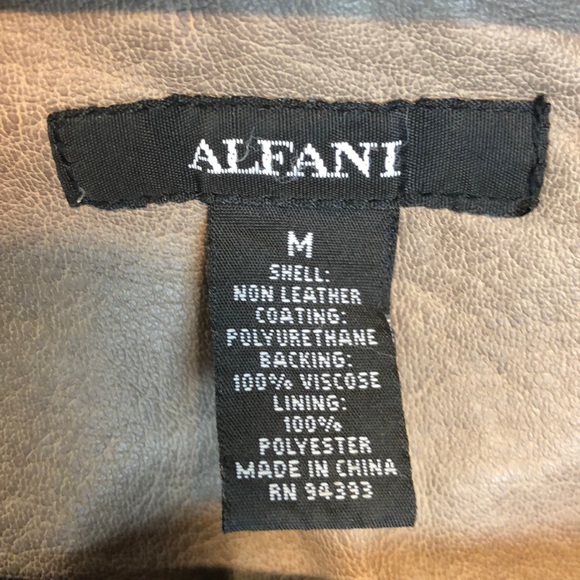 ALFANI
M
SHELL:
NON LEATHER
COATING:
POLYURETHANE
BACKING:
100% VISCOSE
LINING:
100%
POLYESTER
MADE IN CHINA
RN 94393